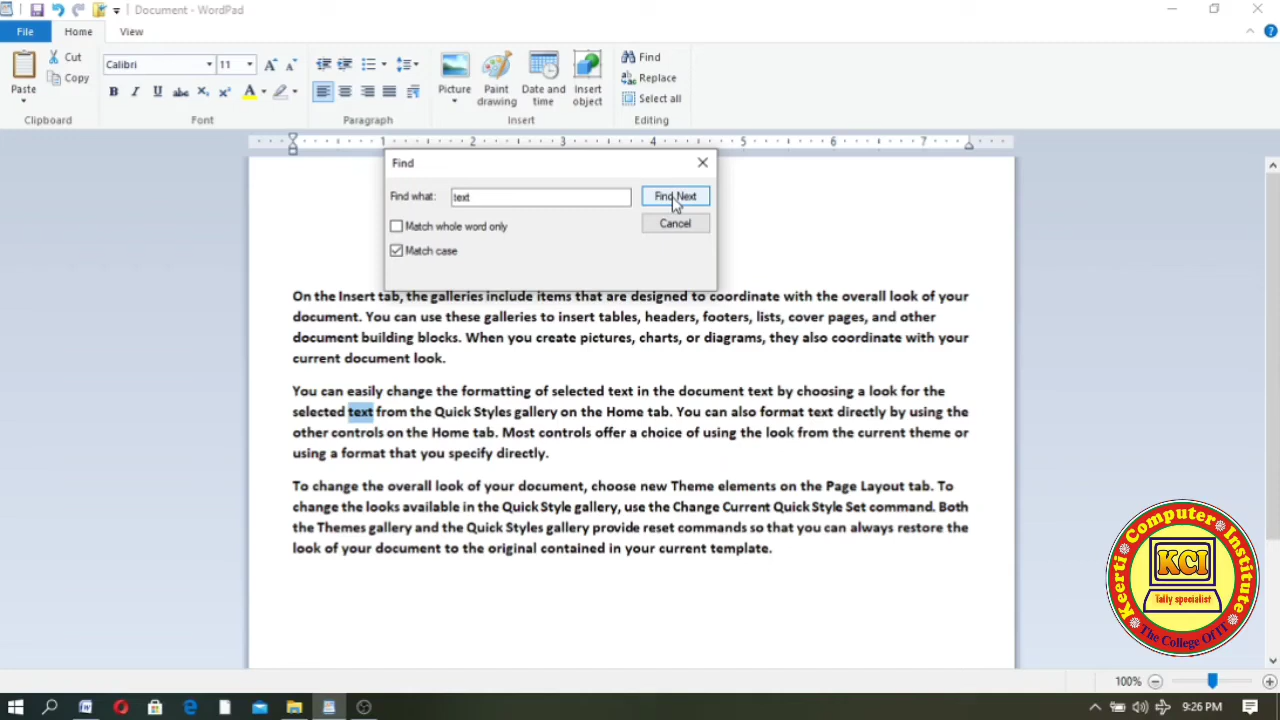 Document - WordPad
File
Home
View
Paste
Cut
Copy
Clipboard
Calibri
11
Font
Paragraph
Picture
Paint drawing
Date and time
Insert object
Insert
Find
Replace
Select all
Editing
1 2 3 4 5 6 7
Find
Find what: text
Find Next
Match whole word only
Cancel
Match case
On the Insert tab, the galleries include items that are designed to coordinate with the overall look of your
document. You can use these galleries to insert tables, headers, footers, lists, cover pages, and other
document building blocks. When you create pictures, charts, or diagrams, they also coordinate with your
current document look.
You can easily change the formatting of selected text in the document text by choosing a look for the
selected text from the Quick Styles gallery on the Home tab. You can also format text directly by using the
other controls on the Home tab. Most controls offer a choice of using the look from the current theme or
using a format that you specify directly.
To change the overall look of your document, choose new Theme elements on the Page Layout tab. To
change the looks available in the Quick Style gallery, use the Change Current Quick Style Set command. Both
the Themes gallery and the Quick Styles gallery provide reset commands so that you can always restore the
look of your document to the original contained in your current template.
Keerti Computer Institute
KCI
Tally specialist
The College Of IT
100%
9:26 PM